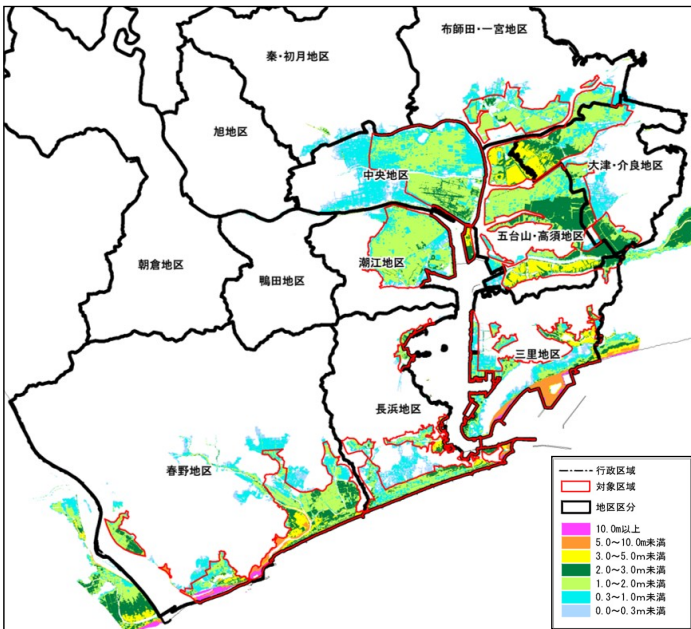 布師田・一宮地区
秦・初月地区
旭地区
大津・介良地区
中央地区
五台山・高須地区
潮江地区
朝倉地区
鴨田地区
三里地区
長浜地区
春野地区
行政区域
対象区域
地区区分
10.0m以上
5.0～10.0m未満
3.0～5.0m未満
2.0～3.0m未満
1.0～2.0m未満
0.3～1.0m未満
0.0～0.3m未満